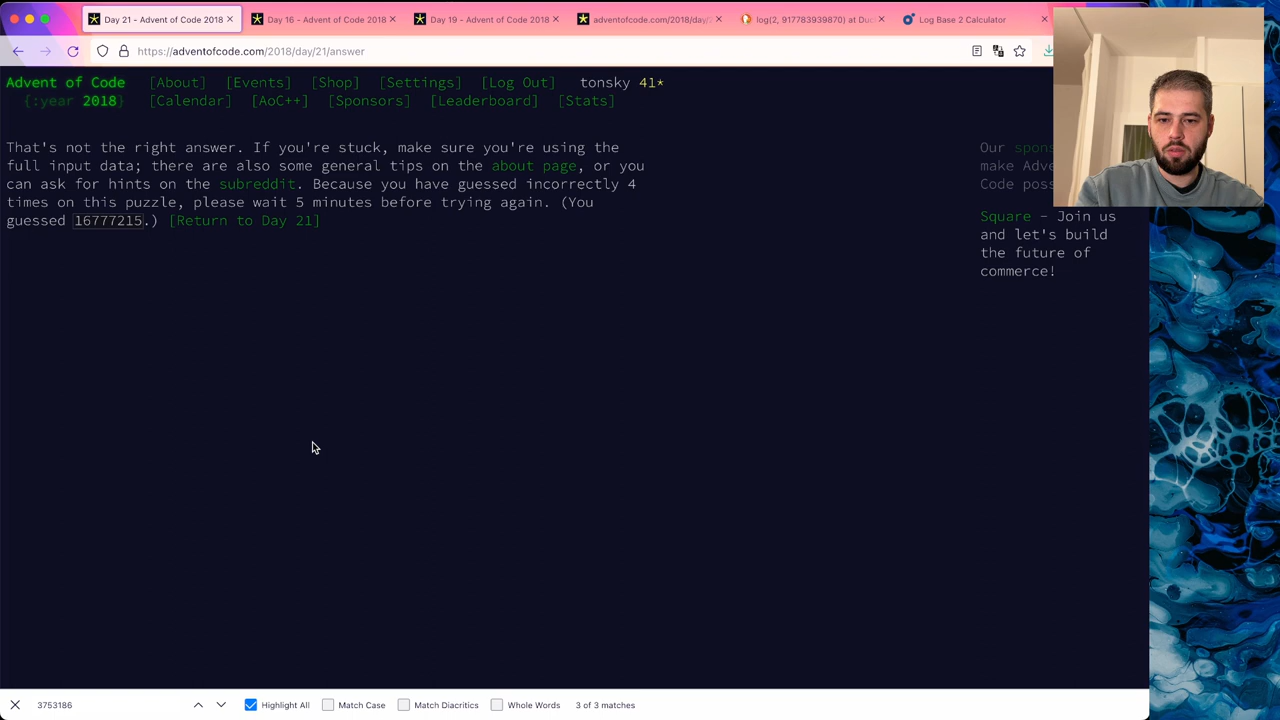 Day 21 - Advent of Code 2018
Day 16 - Advent of Code 2018
Day 19 - Advent of Code 2018
adventofcode.com/2018/day/
log(2, 917783939870) at Duc
Log Base 2 Calculator
https://adventofcode.com/2018/day/21/answer
Advent of Code [About] [Events] [Shop] [Settings] [Log Out] tonsky 41*
{:year 2018} [Calendar] [AoC++] [Sponsors] [Leaderboard] [Stats]
That's not the right answer. If you're stuck, make sure you're using the
full input data; there are also some general tips on the about page, or you
can ask for hints on the subreddit. Because you have guessed incorrectly 4
times on this puzzle, please wait 5 minutes before trying again. (You
guessed 16777215.) [Return to Day 21]
Our spons
make Adve
Code poss
Square - Join us
and let's build
the future of
commerce!
3753186 Highlight All Match Case Match Diacritics Whole Words 3 of 3 matches